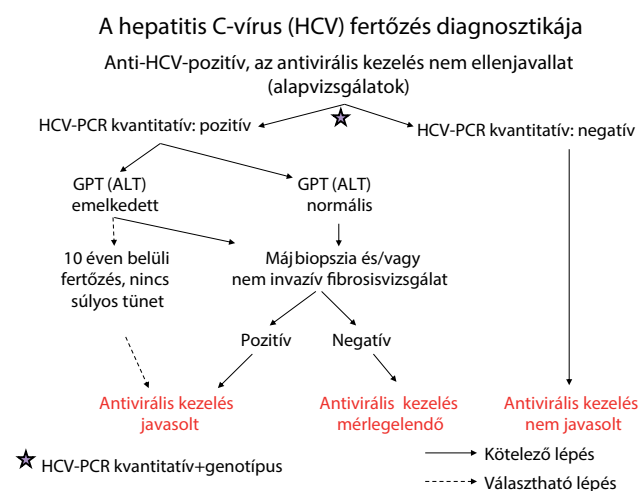 A hepatitis C-vírus (HCV) fertőzés diagnosztikája
Anti-HCV-pozitív, az antivirális kezelés nem ellenjavallat
(alapvizsgálatok)
HCV-PCR kvantitatív: pozitív
HCV-PCR kvantitatív: negatív
GPT (ALT)
emelkedett
GPT (ALT)
normális
10 éven belüli
fertőzés, nincs
súlyos tünet
Májbiopszia és/vagy
nem invazív fibrosisvizsgálat
Pozitív
Negatív
Antivirális kezelés
javasolt
Antivirális kezelés
mérlegelendő
Antivirális kezelés
nem javasolt
HCV-PCR kvantitatív+genotípus
Kötelező lépés
Választható lépés